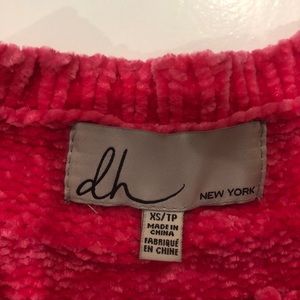 dh
NEW YORK
XS/TP
MADE IN
CHINA
FABRIQUÉ
EN CHINE